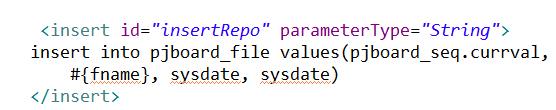 <insert id="insertRepo" parameterType="String">
insert into pjboard_file values(pjboard_seq.currval,
#{fname}, sysdate, sysdate)
</insert>